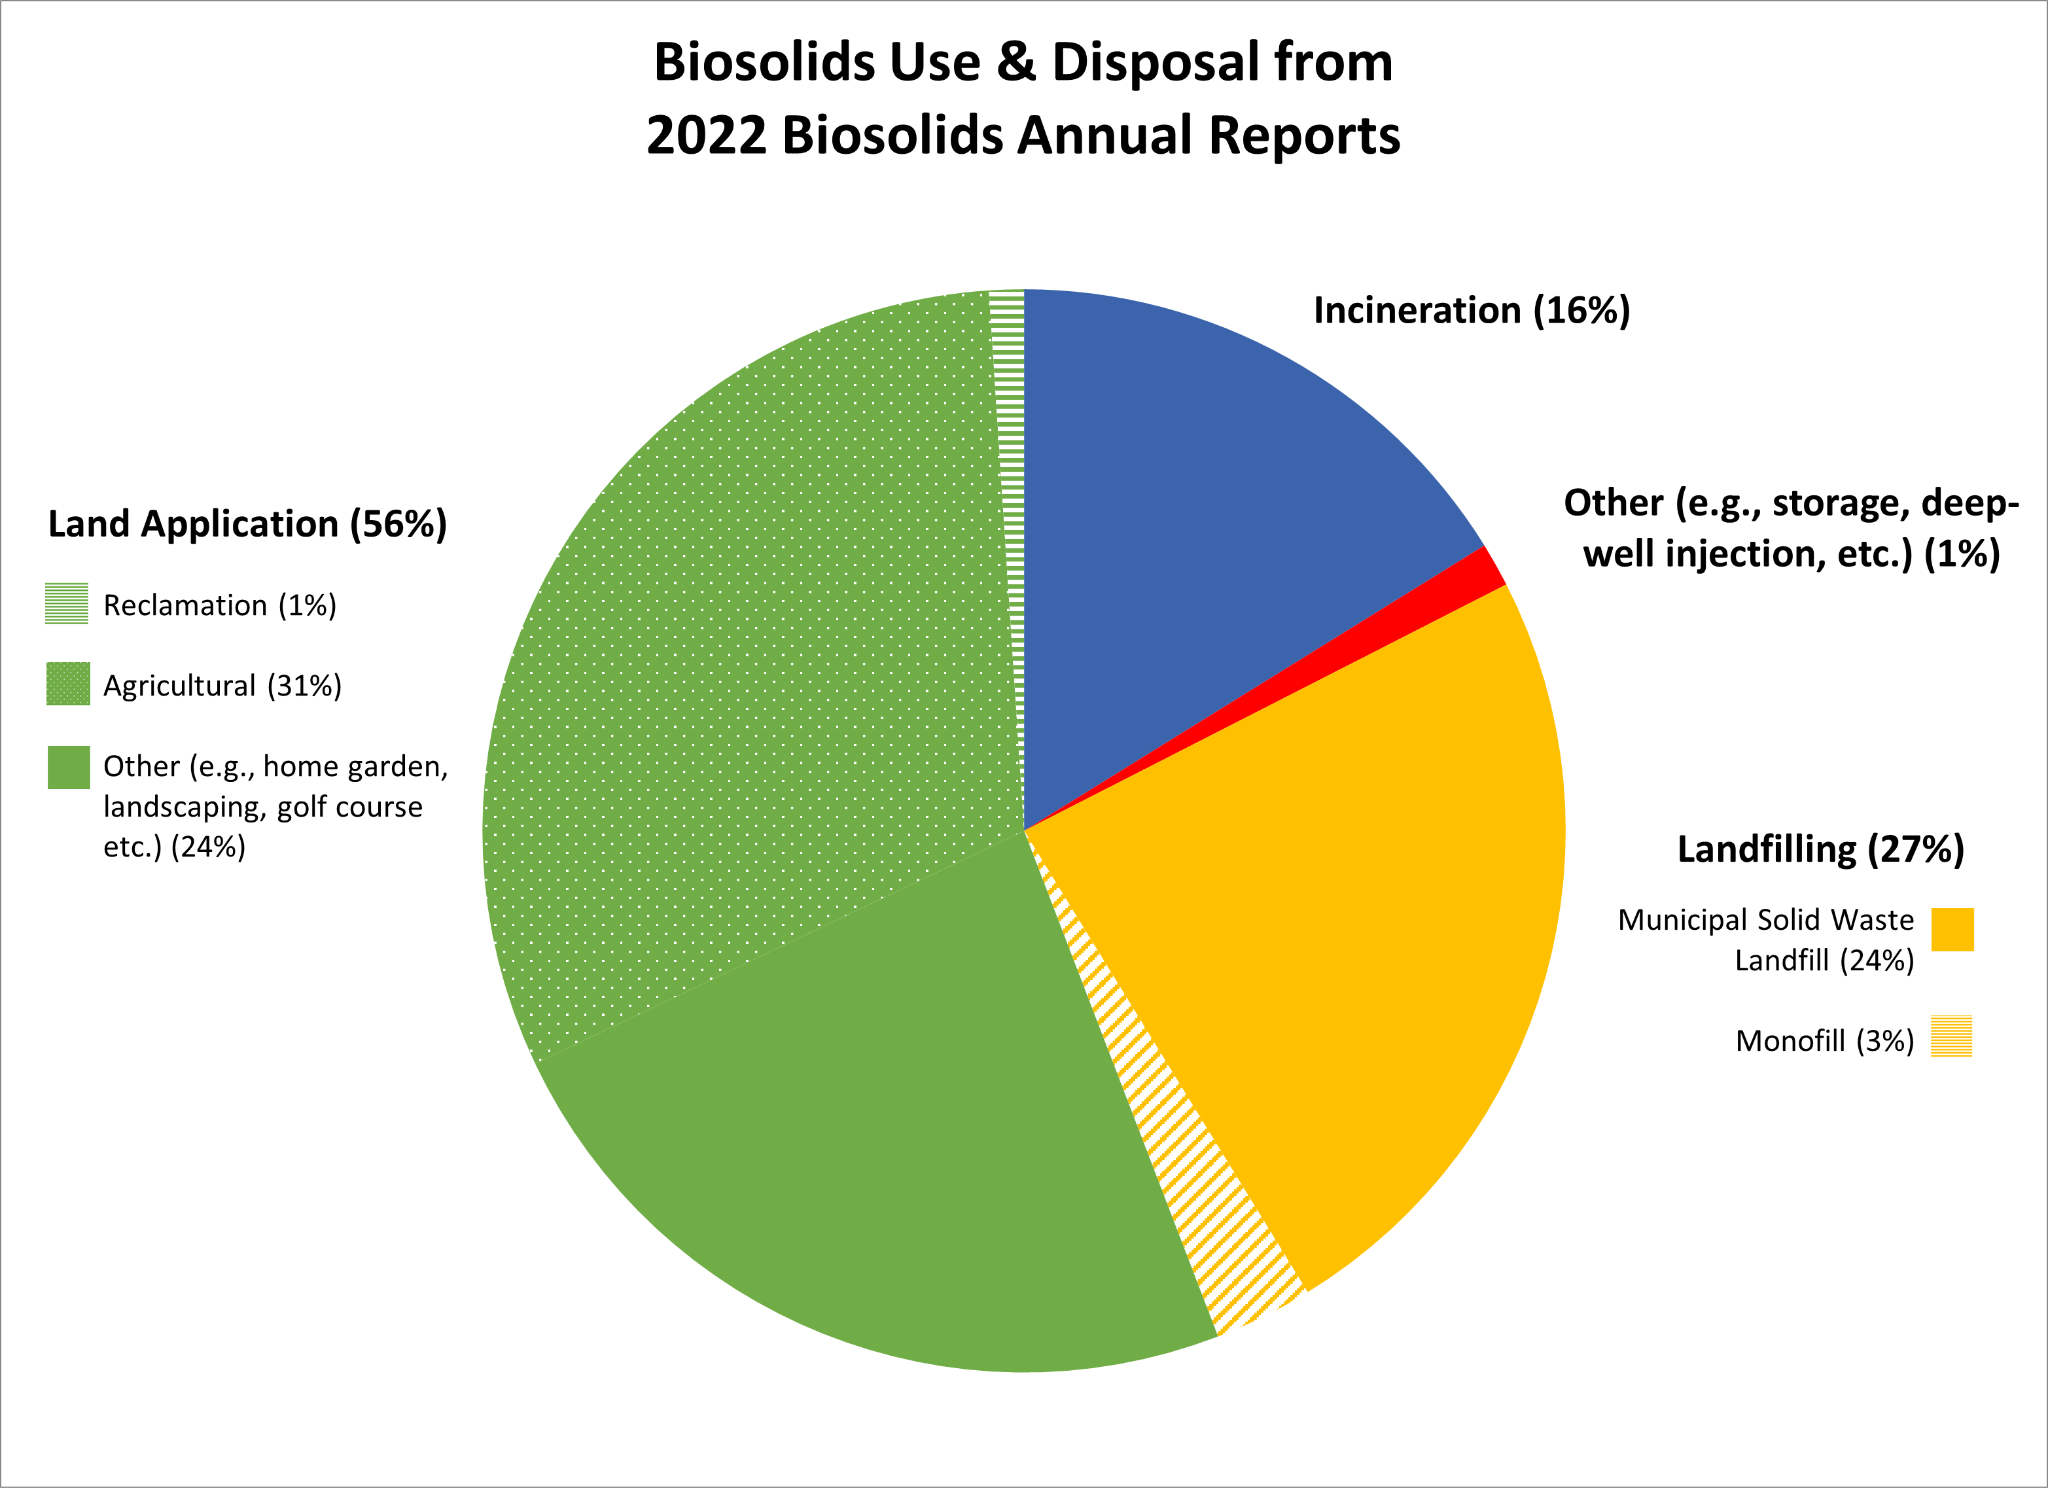 Biosolids Use & Disposal from
2022 Biosolids Annual Reports
Incineration (16%)
Other (e.g., storage, deep-
well injection, etc.) (1%)
Land Application (56%)
Reclamation (1%)
Agricultural (31%)
Other (e.g., home garden,
landscaping, golf course
etc.) (24%)
Landfilling (27%)
Municipal Solid Waste
Landfill (24%)
Monofill (3%)